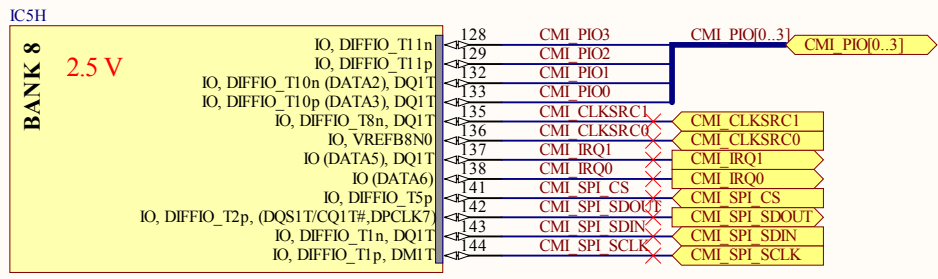 IC5H
BANK 8
2.5 V
IO, DIFFIO_T11n 128 CMI_PIO3 CMI_PIO[0..3] CMI_PIO[0..3]
IO, DIFFIO_T11p 129 CMI_PIO2
IO, DIFFIO_T10n (DATA2), DQ1T 132 CMI_PIO1
IO, DIFFIO_T10p (DATA3), DQ1T 133 CMI_PIO0
IO, DIFFIO_T8n, DQ1T 135 CMI_CLKSRC1 CMI_CLKSRC1
IO, VREFB8N0 136 CMI_CLKSRC0 CMI_CLKSRC0
IO (DATA5), DQ1T 137 CMI_IRQ1 CMI_IRQ1
IO (DATA6) 138 CMI_IRQ0 CMI_IRQ0
IO, DIFFIO_T5p 141 CMI_SPI_CS CMI_SPI_CS
IO, DIFFIO_T2p, (DQS1T/CQ1T#,DPCLK7) 142 CMI_SPI_SDOUT CMI_SPI_SDOUT
IO, DIFFIO_T1n, DQ1T 143 CMI_SPI_SDIN CMI_SPI_SDIN
IO, DIFFIO_T1p, DM1T 144 CMI_SPI_SCLK CMI_SPI_SCLK